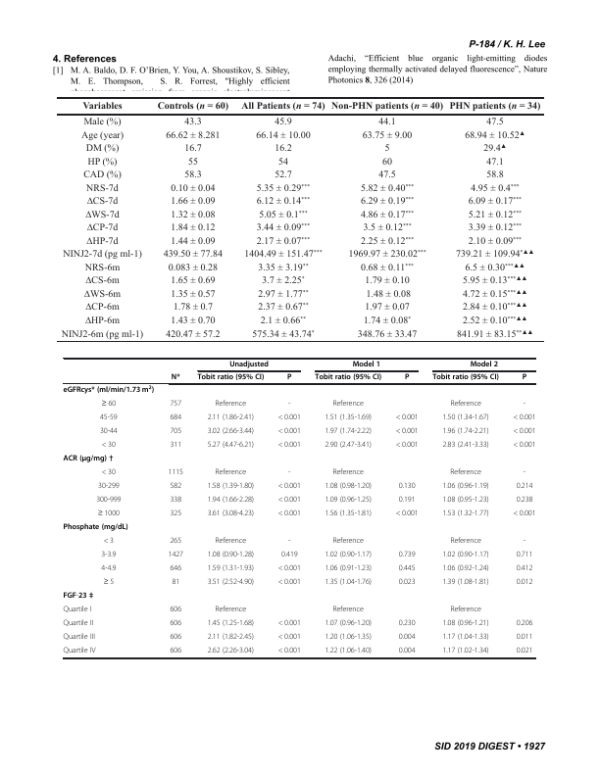 P-184 / K. H. Lee
4. References
[1] M. A. Baldo, D. F. O'Brien, Y. You, A. Shoustikov, S. Sibley,
M. E. Thompson, S. R. Forrest, "Highly efficient
Adachi, "Efficient blue organic light-emitting diodes
employing thermally activated delayed fluorescence", Nature
Photonics 8, 326 (2014)
Variables Controls (n = 60) All Patients (n = 74) Non-PHN patients (n = 40) PHN patients (n = 34)
Male (%) 43.3 45.9 44.1 47.5
Age (year) 66.62 ± 8.281 66.14 ± 10.00 63.75 ± 9.00 68.94 ± 10.52▲
DM (%) 16.7 16.2 5 29.4▲
HP (%) 55 54 60 47.1
CAD (%) 58.3 52.7 47.5 58.8
NRS-7d 0.10 ± 0.04 5.35 ± 0.29*** 5.82 ± 0.40*** 4.95 ± 0.4***
ΔCS-7d 1.66 ± 0.09 6.12 ± 0.14*** 6.29 ± 0.19*** 6.09 ± 0.17***
ΔWS-7d 1.32 ± 0.08 5.05 ± 0.1*** 4.86 ± 0.17*** 5.21 ± 0.12***
ΔCP-7d 1.84 ± 0.12 3.44 ± 0.09*** 3.5 ± 0.12*** 3.39 ± 0.12***
ΔHP-7d 1.44 ± 0.09 2.17 ± 0.07*** 2.25 ± 0.12*** 2.10 ± 0.09***
NINJ2-7d (pg ml-1) 439.50 ± 77.84 1404.49 ± 151.47*** 1969.97 ± 230.02*** 739.21 ± 109.94*▲▲
NRS-6m 0.083 ± 0.28 3.35 ± 3.19** 0.68 ± 0.11*** 6.5 ± 0.30***▲▲
ΔCS-6m 1.65 ± 0.69 3.7 ± 2.25* 1.79 ± 0.10 5.95 ± 0.13***▲▲
ΔWS-6m 1.35 ± 0.57 2.97 ± 1.77** 1.48 ± 0.08 4.72 ± 0.15***▲▲
ΔCP-6m 1.78 ± 0.7 2.37 ± 0.67** 1.97 ± 0.07 2.84 ± 0.10***▲▲
ΔHP-6m 1.43 ± 0.70 2.1 ± 0.66** 1.74 ± 0.08* 2.52 ± 0.10***▲▲
NINJ2-6m (pg ml-1) 420.47 ± 57.2 575.34 ± 43.74* 348.76 ± 33.47 841.91 ± 83.15**▲▲
Unadjusted Model 1 Model 2
N* Tobit ratio (95% CI) P Tobit ratio (95% CI) P Tobit ratio (95% CI) P
eGFRcys* (ml/min/1.73 m²)
≥ 60 757 Reference - Reference Reference -
45-59 684 2.11 (1.86-2.41) < 0.001 1.51 (1.35-1.69) < 0.001 1.50 (1.34-1.67) < 0.001
30-44 705 3.02 (2.66-3.44) < 0.001 1.97 (1.74-2.22) < 0.001 1.96 (1.74-2.21) < 0.001
< 30 311 5.27 (4.47-6.21) < 0.001 2.90 (2.47-3.41) < 0.001 2.83 (2.41-3.33) < 0.001
ACR (µg/mg) †
< 30 1115 Reference - Reference Reference -
30-299 582 1.58 (1.39-1.80) < 0.001 1.08 (0.98-1.20) 0.130 1.06 (0.96-1.19) 0.214
300-999 338 1.94 (1.66-2.28) < 0.001 1.09 (0.96-1.25) 0.191 1.08 (0.95-1.23) 0.238
≥ 1000 325 3.61 (3.08-4.23) < 0.001 1.56 (1.35-1.81) < 0.001 1.53 (1.32-1.77) < 0.001
Phosphate (mg/dL)
< 3 265 Reference - Reference Reference -
3-3.9 1427 1.08 (0.90-1.28) 0.419 1.02 (0.90-1.17) 0.739 1.02 (0.90-1.17) 0.711
4-4.9 646 1.59 (1.31-1.93) < 0.001 1.06 (0.91-1.23) 0.445 1.06 (0.92-1.24) 0.412
≥ 5 81 3.51 (2.52-4.90) < 0.001 1.35 (1.04-1.76) 0.023 1.39 (1.08-1.81) 0.012
FGF-23 ‡
Quartile I 606 Reference Reference Reference
Quartile II 606 1.45 (1.25-1.68) < 0.001 1.07 (0.96-1.20) 0.230 1.08 (0.96-1.21) 0.206
Quartile III 606 2.11 (1.82-2.45) < 0.001 1.20 (1.06-1.35) 0.004 1.17 (1.04-1.33) 0.011
Quartile IV 606 2.62 (2.26-3.04) < 0.001 1.22 (1.06-1.40) 0.004 1.17 (1.02-1.34) 0.021
SID 2019 DIGEST • 1927